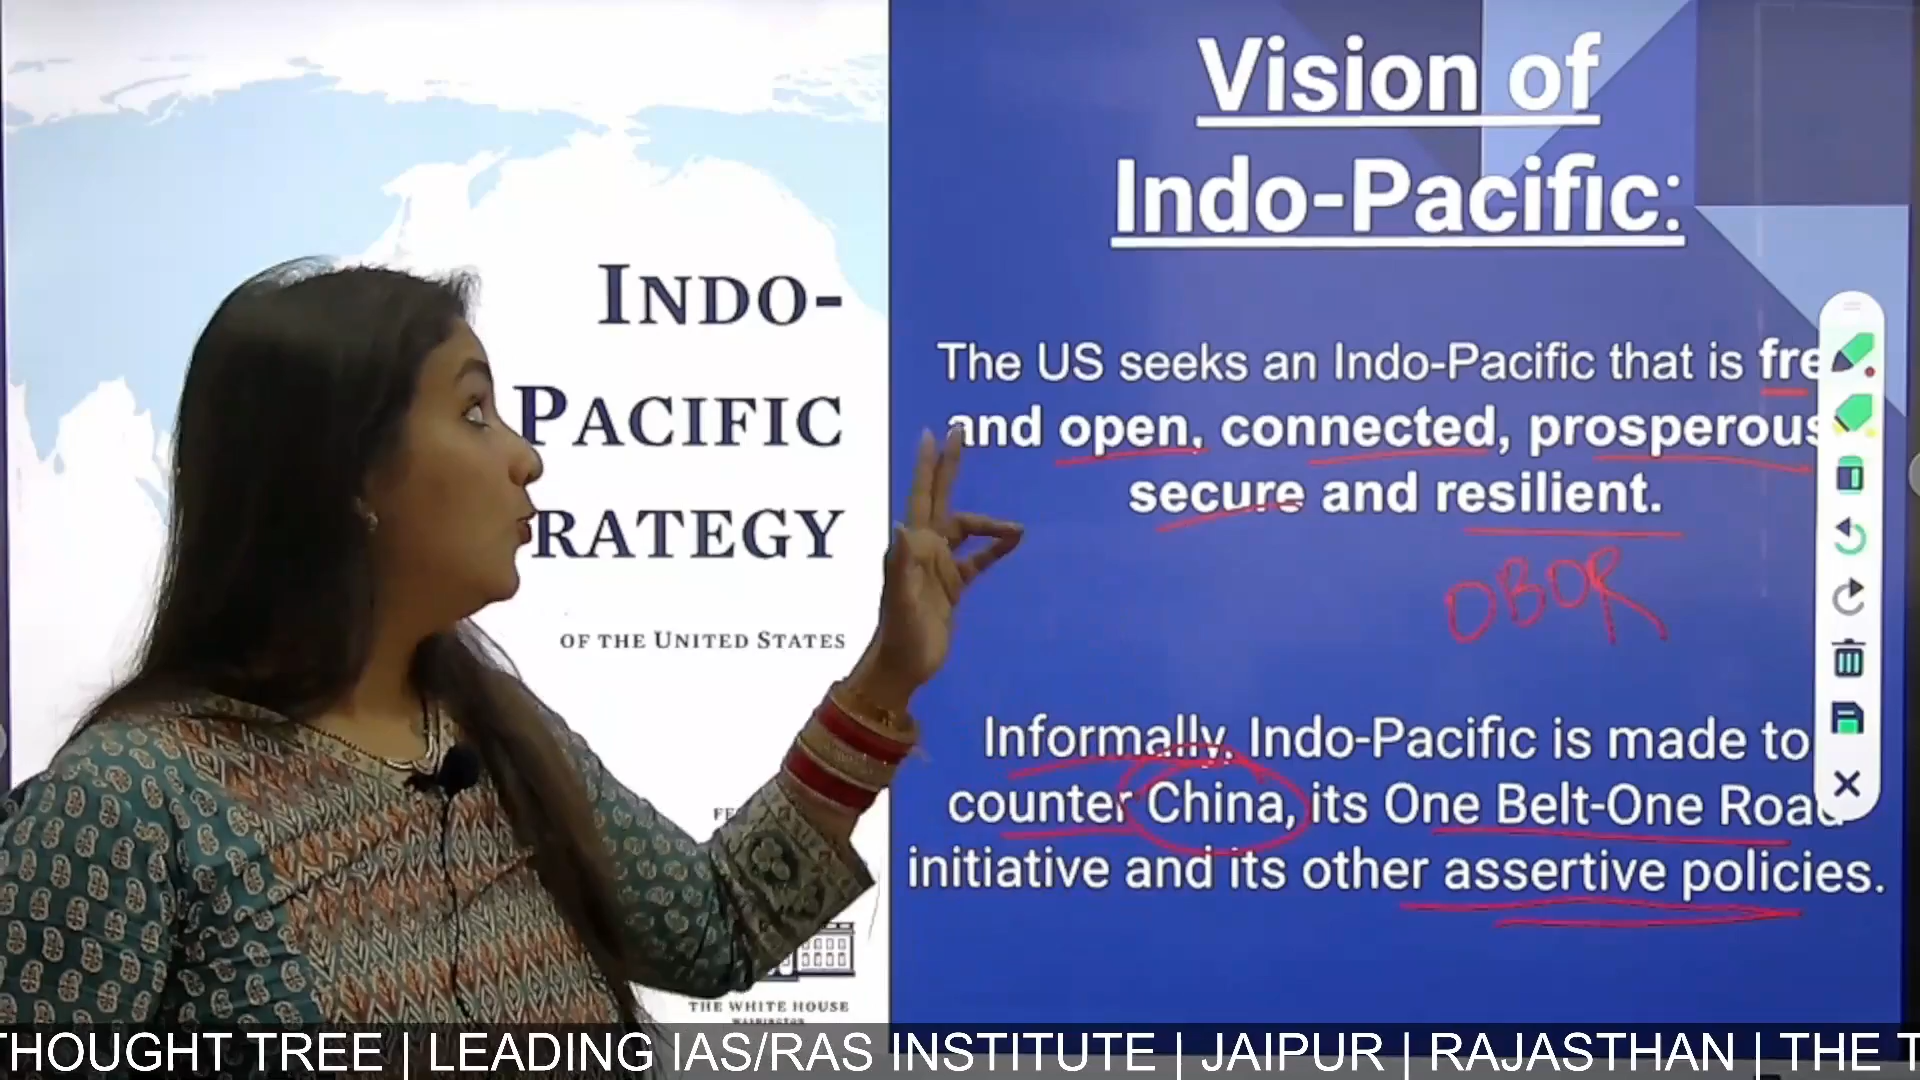 INDO-
PACIFIC
RATEGY
OF THE UNITED STATES
THE WHITE HOUSE
WASHINGTON
Vision of
Indo-Pacific:
The US seeks an Indo-Pacific that is fre
and open, connected, prosperous
secure and resilient.
OBOR
Informally, Indo-Pacific is made to
counter China, its One Belt-One Road
initiative and its other assertive policies.
THOUGHT TREE | LEADING IAS/RAS INSTITUTE | JAIPUR | RAJASTHAN | THE T